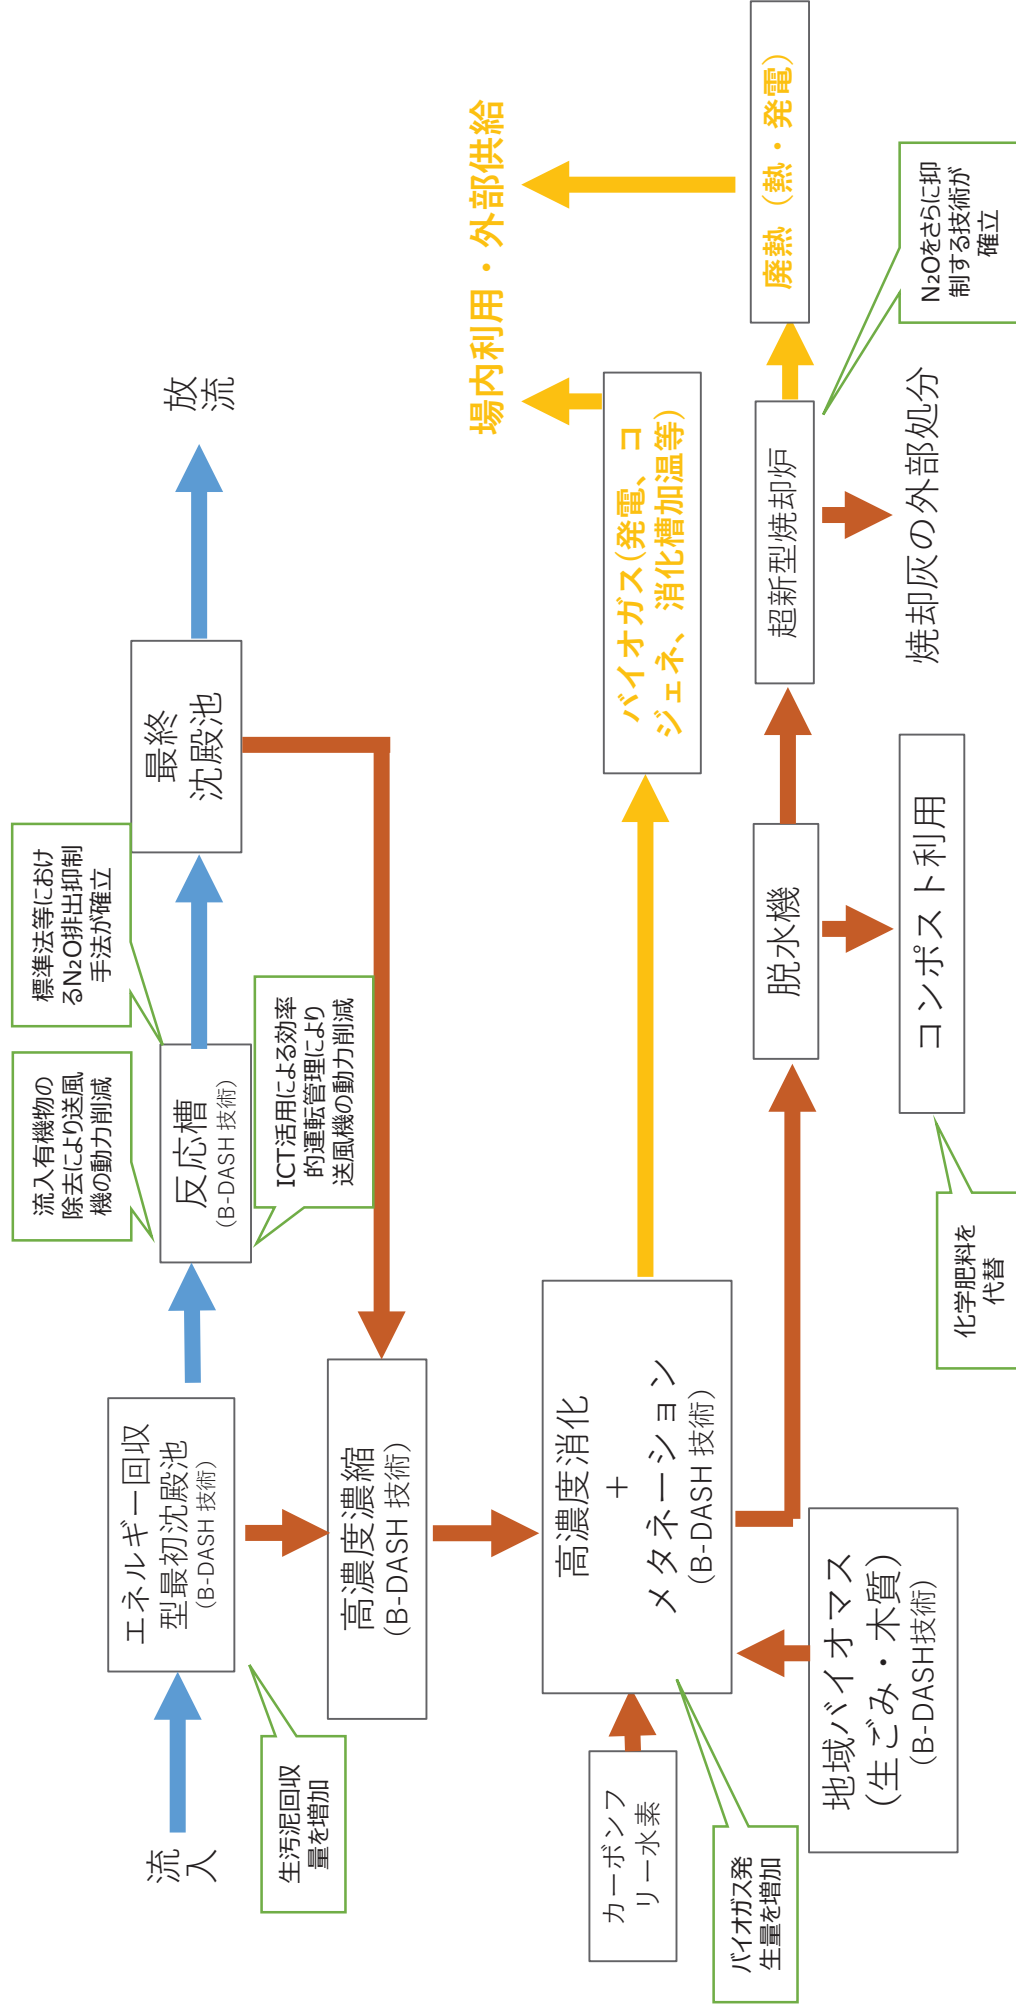 流入有機物の
除去により送風
機の動力削減
標準法等におけ
るN₂O排出抑制
手法が確立
流
入
エネルギー回収
型最初沈殿池
(B-DASH 技術)
反応槽
(B-DASH 技術)
最終
沈殿池
放
流
生汚泥回収
量を増加
ICT活用による効率
的運転管理により
送風機の動力削減
高濃度濃縮
(B-DASH 技術)
場内利用・外部供給
カーボンフ
リー水素
高濃度消化
+
メタネーション
(B-DASH 技術)
バイオガス(発電、コ
ジェネ、消化槽加温等)
廃熱（熱・発電）
バイオガス発
生量を増加
地域バイオマス
(生ごみ・木質)
(B-DASH技術)
脱水機
超新型焼却炉
化学肥料を
代替
コンポスト利用
焼却灰の外部処分
N₂Oをさらに抑
制する技術が
確立